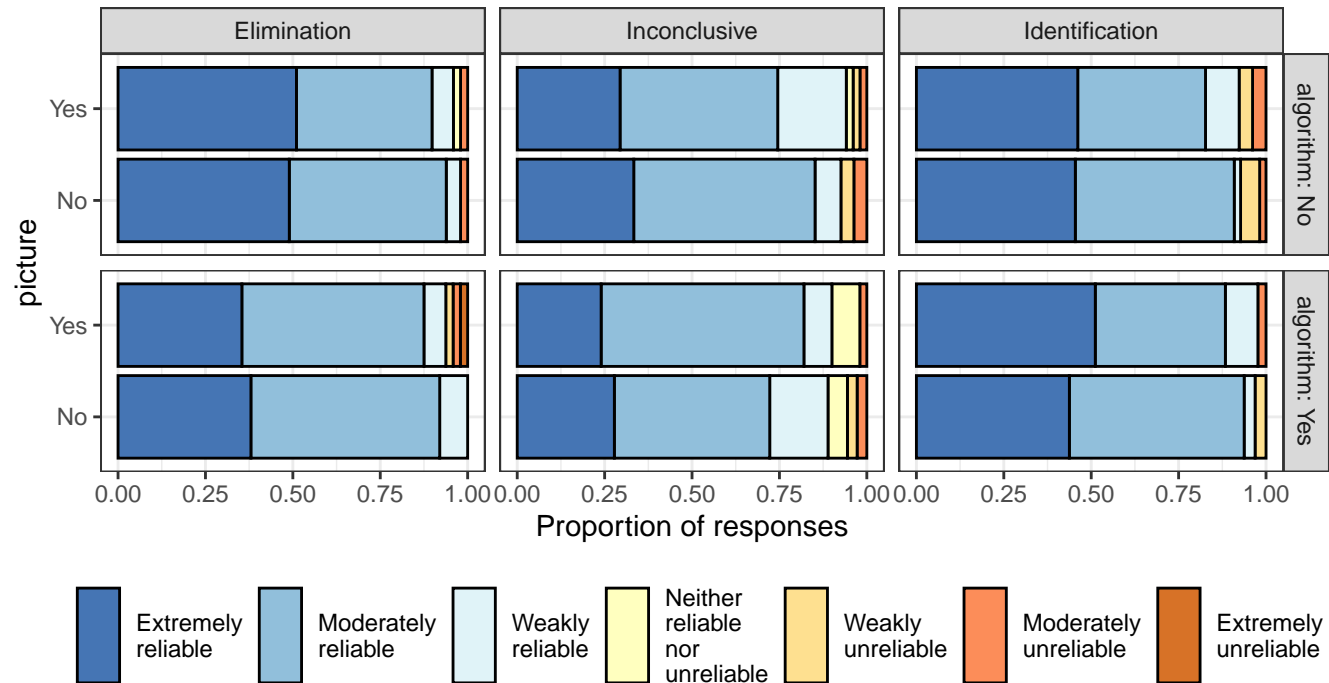 Elimination
Inconclusive
Identification
Yes
No
algorithm: No
picture
Yes
No
algorithm: Yes
0.00 0.25 0.50 0.75 1.00
0.00 0.25 0.50 0.75 1.00
0.00 0.25 0.50 0.75 1.00
Proportion of responses
Extremely
reliable
Moderately
reliable
Weakly
reliable
Neither
reliable
nor
unreliable
Weakly
unreliable
Moderately
unreliable
Extremely
unreliable